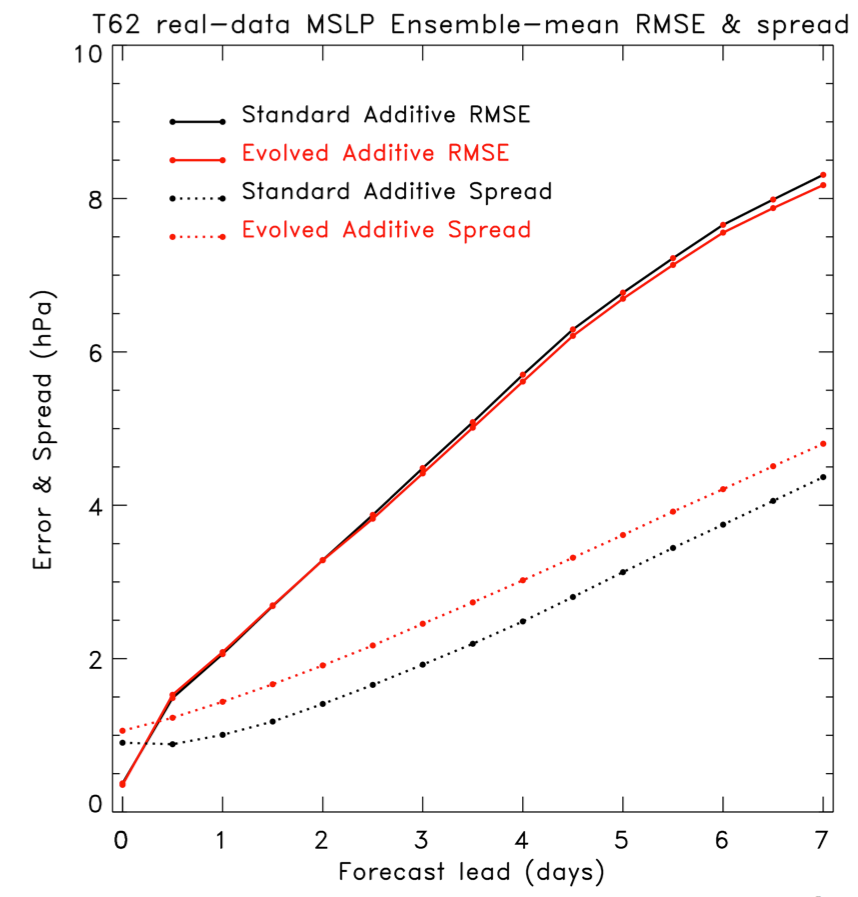 T62 real-data MSLP Ensemble-mean RMSE & spread
10
Standard Additive RMSE
Evolved Additive RMSE
8
Standard Additive Spread
Evolved Additive Spread
6
Error & Spread (hPa)
4
2
0
0 1 2 3 4 5 6 7
Forecast lead (days)